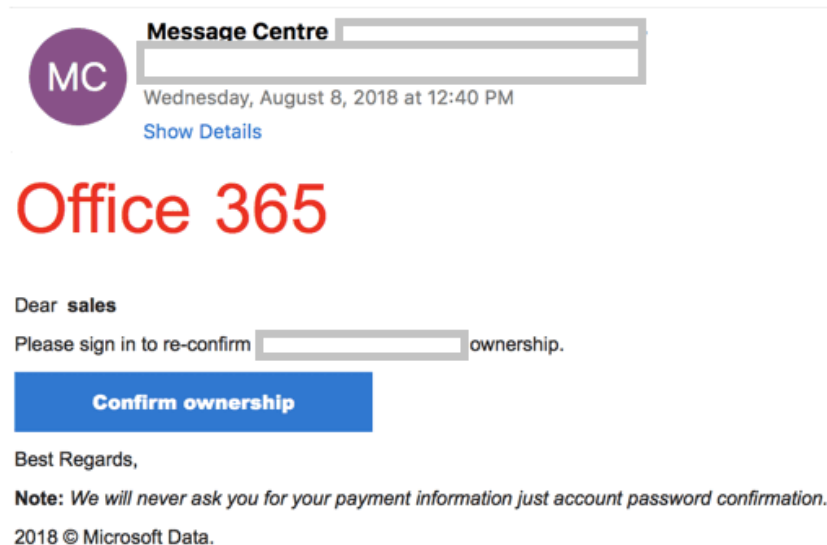 MC
Message Centre
Wednesday, August 8, 2018 at 12:40 PM
Show Details
Office 365
Dear sales
Please sign in to re-confirm ownership.
Confirm ownership
Best Regards,
Note: We will never ask you for your payment information just account password confirmation.
2018 © Microsoft Data.